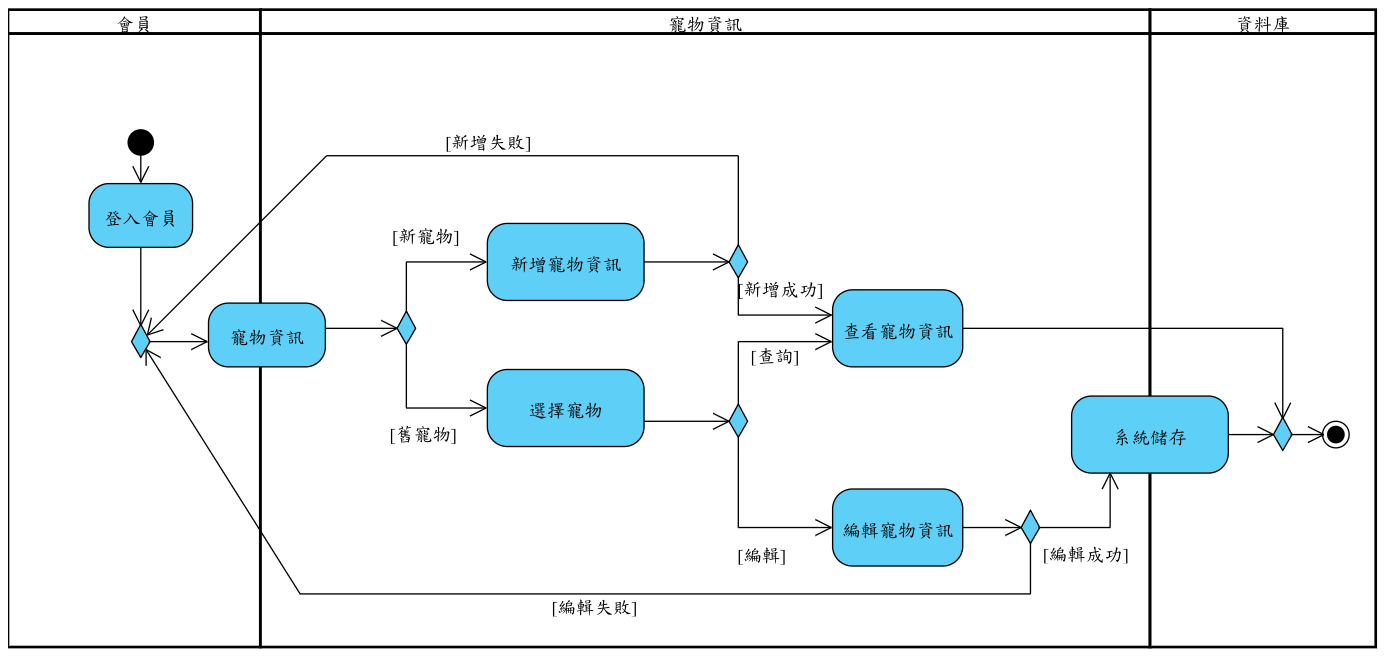 會員
寵物資訊
資料庫
[新增失敗]
登入會員
[新寵物]
新增寵物資訊
[新增成功]
寵物資訊
查看寵物資訊
[查詢]
選擇寵物
[舊寵物]
系統儲存
編輯寵物資訊
[編輯]
[編輯成功]
[編輯失敗]